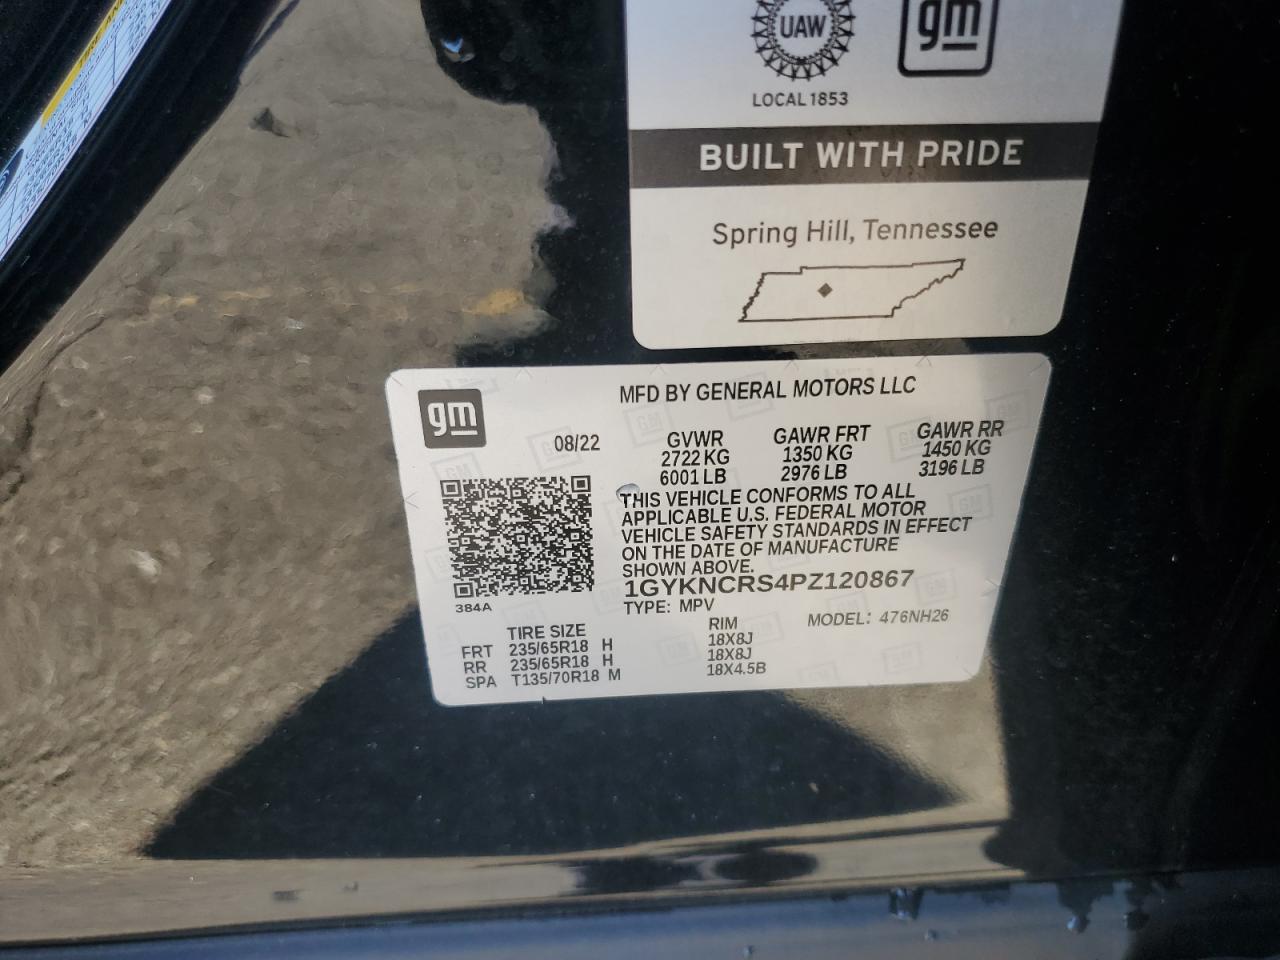 UAW
gm
LOCAL 1853
BUILT WITH PRIDE
Spring Hill, Tennessee
gm
MFD BY GENERAL MOTORS LLC
08/22
GVWR GAWR FRT GAWR RR
2722 KG 1350 KG 1450 KG
6001 LB 2976 LB 3196 LB
THIS VEHICLE CONFORMS TO ALL
APPLICABLE U.S. FEDERAL MOTOR
VEHICLE SAFETY STANDARDS IN EFFECT
ON THE DATE OF MANUFACTURE
SHOWN ABOVE.
1GYKNCRS4PZ120867
384A
TYPE: MPV MODEL: 476NH26
TIRE SIZE RIM
FRT 235/65R18 H 18X8J
RR 235/65R18 H 18X8J
SPA T135/70R18 M 18X4.5B